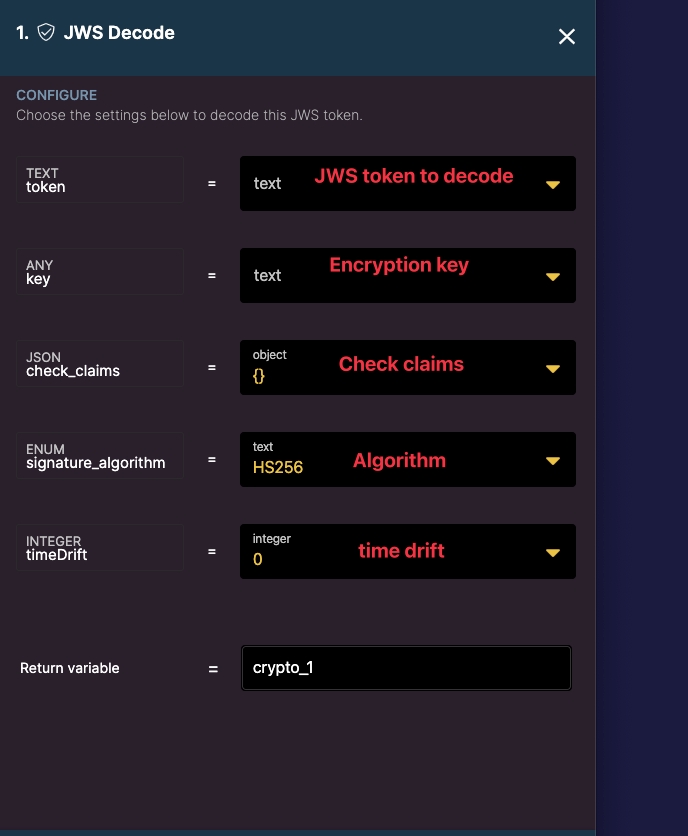 1. JWS Decode
CONFIGURE
Choose the settings below to decode this JWS token.
TEXT
token
=
text
JWS token to decode
ANY
key
=
text
Encryption key
JSON
check_claims
=
object
{}
Check claims
ENUM
signature_algorithm
=
text
HS256
Algorithm
INTEGER
timeDrift
=
integer
0
time drift
Return variable
=
crypto_1